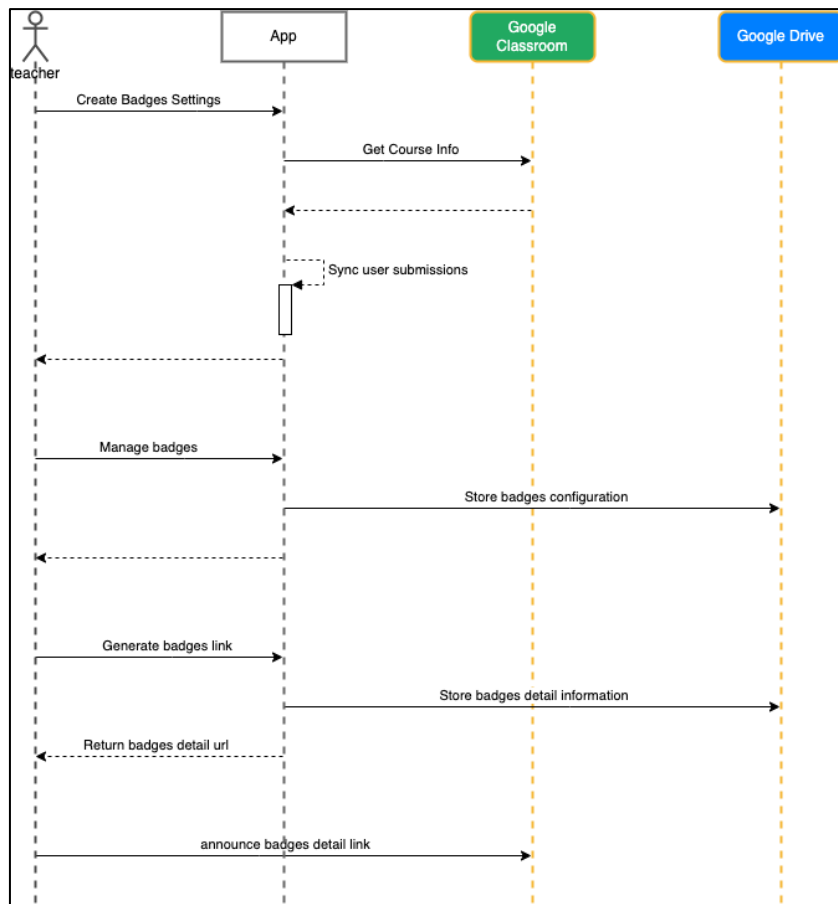 App
Google
Classroom
Google Drive
teacher
Create Badges Settings
Get Course Info
Sync user submissions
Manage badges
Store badges configuration
Generate badges link
Store badges detail information
Return badges detail url
announce badges detail link